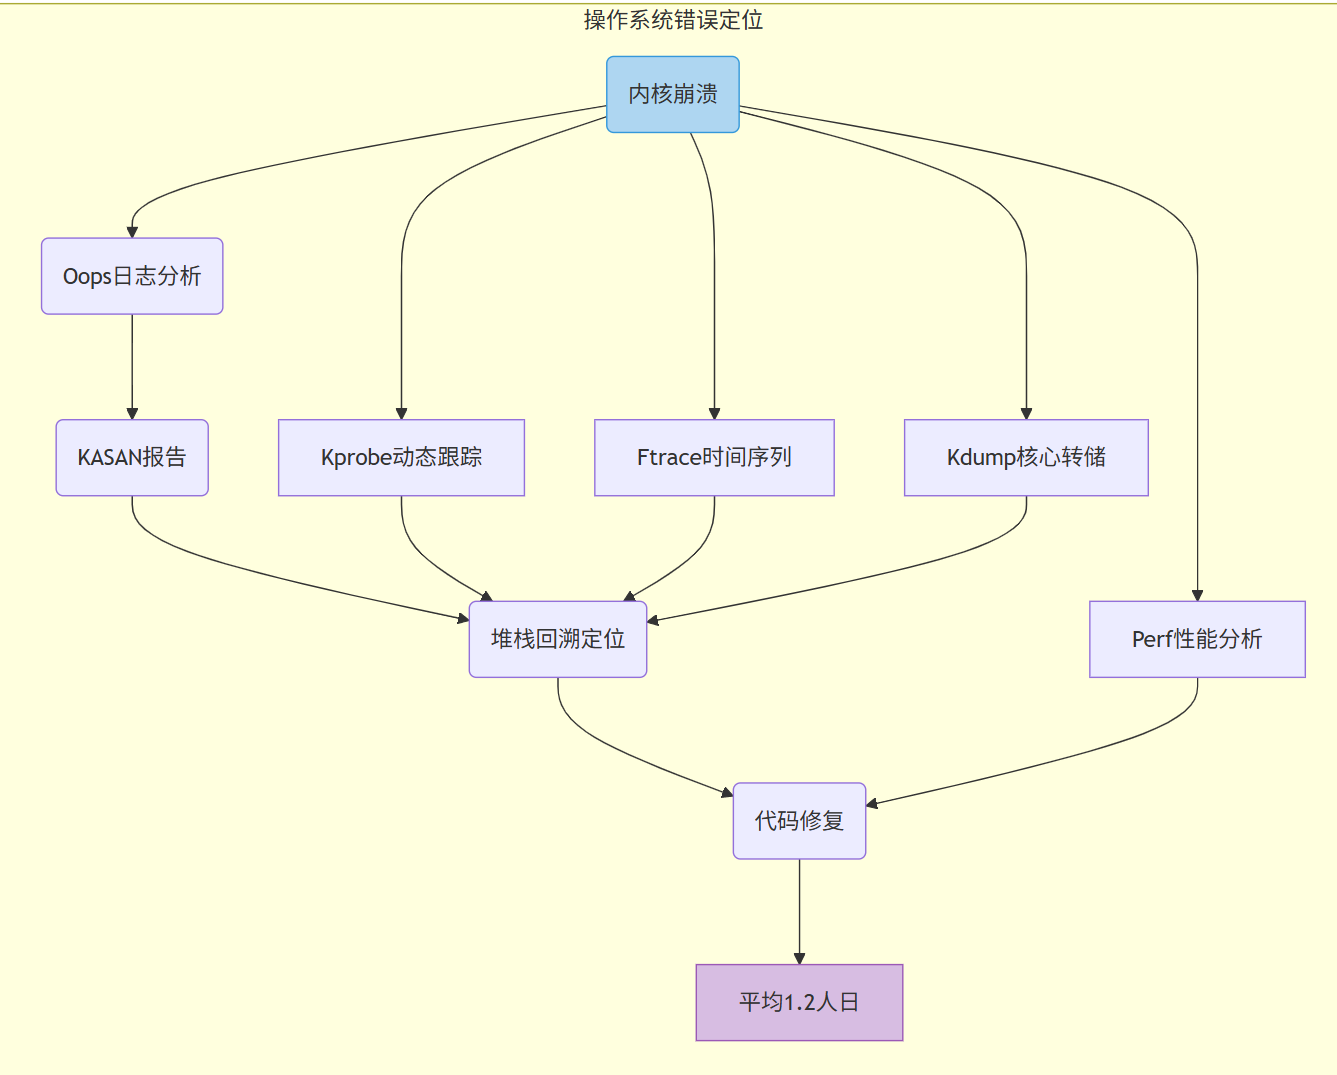 操作系统错误定位
内核崩溃
Oops日志分析
KASAN报告
Kprobe动态跟踪
Ftrace时间序列
Kdump核心转储
堆栈回溯定位
Perf性能分析
代码修复
平均1.2人日